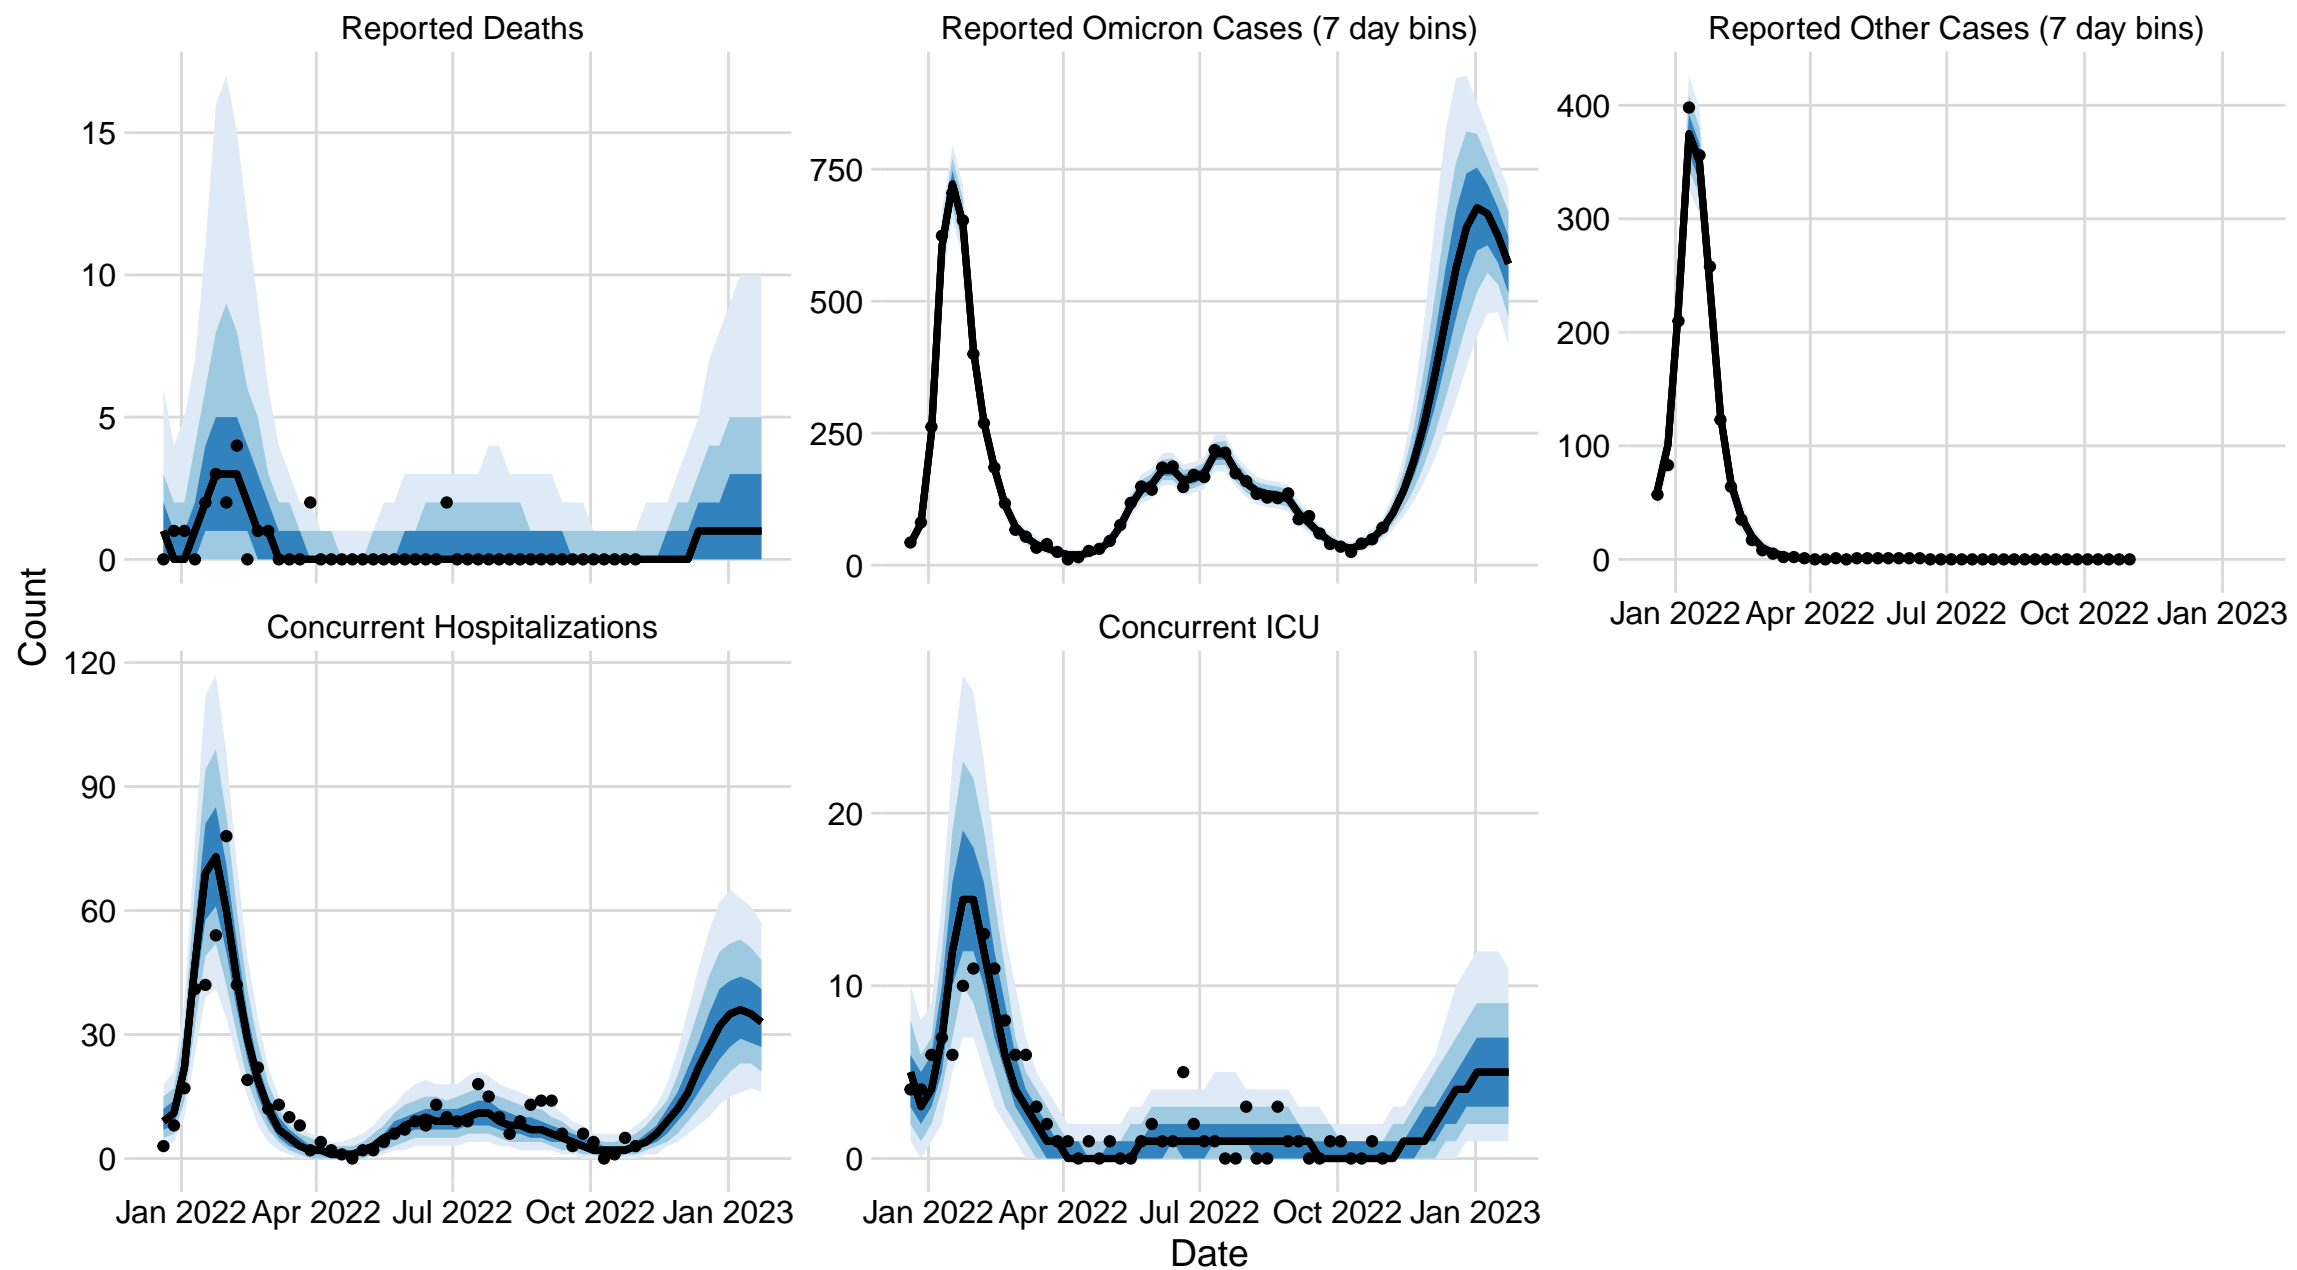 Reported Deaths
Reported Omicron Cases (7 day bins)
Reported Other Cases (7 day bins)
15
10
5
0
750
500
250
0
400
300
200
100
0
Jan 2022 Apr 2022 Jul 2022 Oct 2022 Jan 2023
Count
Concurrent Hospitalizations
Concurrent ICU
120
90
60
30
0
20
10
0
Jan 2022 Apr 2022 Jul 2022 Oct 2022 Jan 2023
Jan 2022 Apr 2022 Jul 2022 Oct 2022 Jan 2023
Date